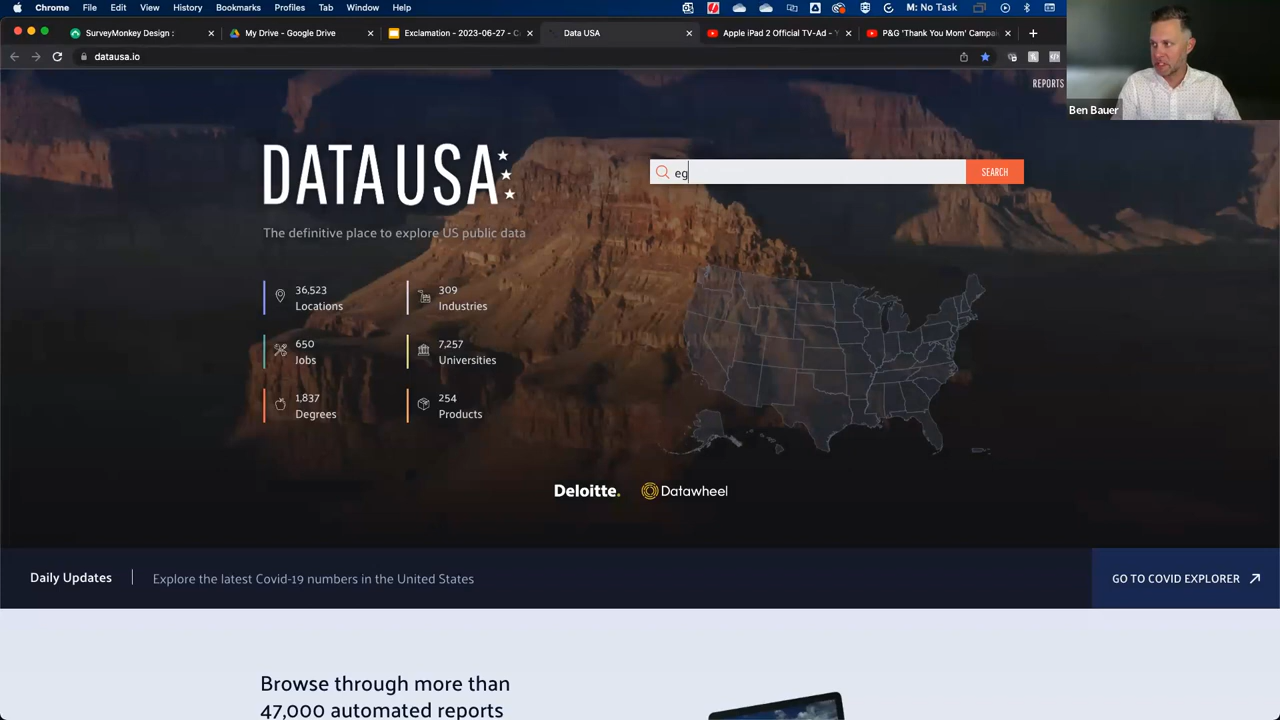 Chrome File Edit View History Bookmarks Profiles Tab Window Help M: No Task
SurveyMonkey Design : My Drive - Google Drive Exclamation - 2023-06-27 - C Data USA Apple iPad 2 Official TV-Ad - Y P&G 'Thank You Mom' Campai
datausa.io
REPORTS
Ben Bauer
DATA USA
eg
SEARCH
The definitive place to explore US public data
36,523 309
Locations Industries
650 7,257
Jobs Universities
1,837 254
Degrees Products
Deloitte. Datawheel
Daily Updates Explore the latest Covid-19 numbers in the United States GO TO COVID EXPLORER
Browse through more than
47,000 automated reports